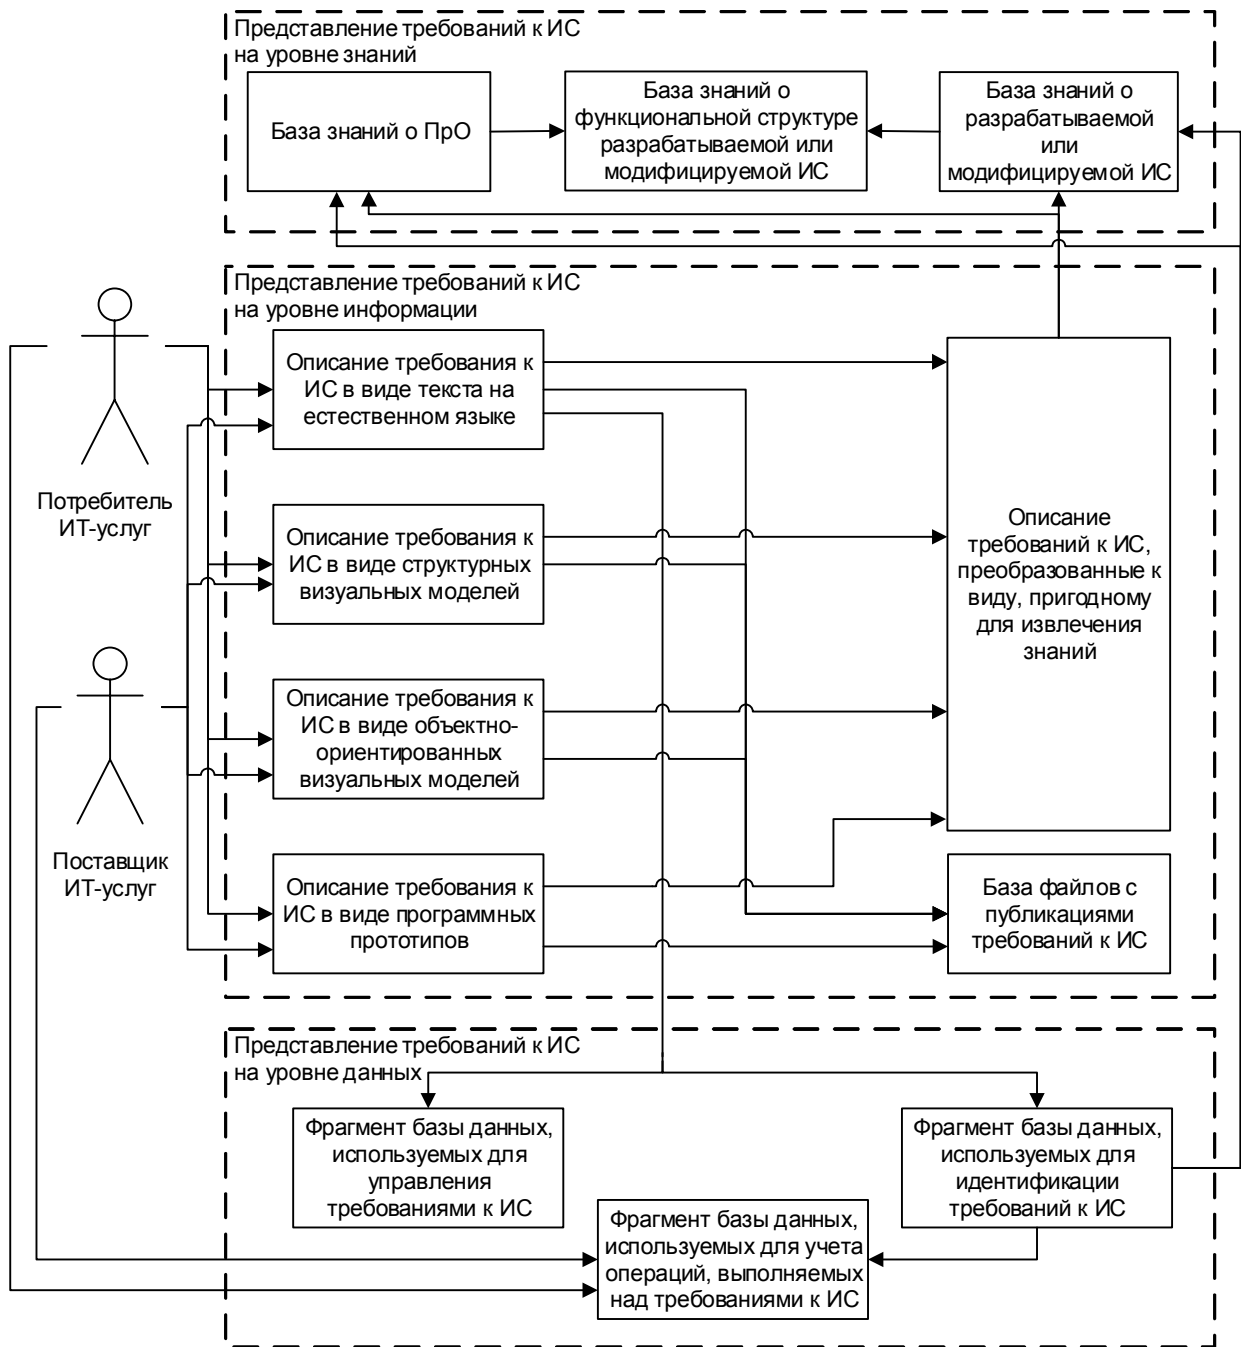 Представление требований к ИС
на уровне знаний
База знаний о ПрО
База знаний о
функциональной структуре
разрабатываемой или
модифицируемой ИС
База знаний о
разрабатываемой
или
модифицируемой ИС
Представление требований к ИС
на уровне информации
Потребитель
ИТ-услуг
Поставщик
ИТ-услуг
Описание требования к
ИС в виде текста на
естественном языке
Описание требования к
ИС в виде структурных
визуальных моделей
Описание требования к
ИС в виде объектно-
ориентированных
визуальных моделей
Описание требования к
ИС в виде программных
прототипов
Описание
требований к ИС,
преобразованные к
виду, пригодному
для извлечения
знаний
База файлов с
публикациями
требований к ИС
Представление требований к ИС
на уровне данных
Фрагмент базы данных,
используемых для
управления
требованиями к ИС
Фрагмент базы данных,
используемых для учета
операций, выполняемых
над требованиями к ИС
Фрагмент базы данных,
используемых для
идентификации
требований к ИС